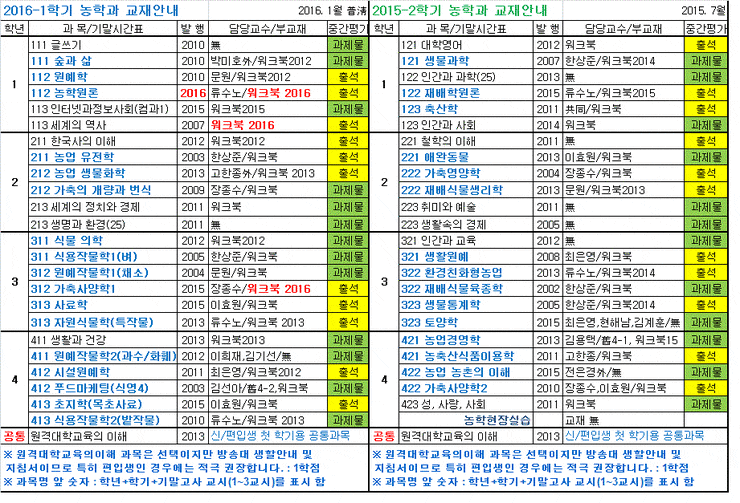 2016-1학기 농학과 교재안내 2016. 1월 普淸
학년 과 목/기말시간표 발 행 담당교수/부교재 중간평가
1
111 글쓰기 2010 無 과제물
111 숲과 삶 2010 박미호外/워크북2012 과제물
112 원예학 2010 문원/워크북2012 출석
112 농학원론 2016 류수노/워크북 2016 출석
113 인터넷과정보사회(컴과1) 2015 워크북2015 과제물
113 세계의 역사 2007 워크북 2016 출석
2
211 한국사의 이해 2012 워크북2012 출석
211 농업 유전학 2003 한상준/워크북 출석
212 농업 생물화학 2013 고한종外/워크북 2013 출석
212 가축의 개량과 번식 2009 장종수/워크북 과제물
213 세계의 정치와 경제 2011 워크북 과제물
213 생명과 환경(25) 2011 無 과제물
3
311 식물 의학 2012 워크북2012 과제물
311 식용작물학1(벼) 2005 한상준/워크북 과제물
312 원예작물학1(채소) 2004 문원/워크북 과제물
312 가축사양학1 2015 장종수/워크북 2016 출석
313 사료학 2015 이효원/워크북 출석
313 자원식물학(특작물) 2013 류수노/워크북 2013 출석
4
411 생활과 건강 2013 워크북2013 과제물
411 원예작물학2(과수/화훼) 2012 이희재,김기선/無 과제물
412 시설원예학 2011 최은영/워크북2012 출석
412 푸드마케팅(식명4) 2003 김선아/舊4-2,워크북 과제물
413 초지학(목초사료) 2015 이효원/워크북 출석
413 식용작물학2(밭작물) 2010 류수노/워크북 2013 과제물
공통 원격대학교육의 이해 2013 신/편입생 첫 학기용 공통과목
※ 원격대학교육의이해 과목은 선택이지만 방송대 생활안내 및
지침서이므로 특히 편입생인 경우에는 적극 권장합니다. : 1학점
※ 과목명 앞 숫자 : 학년+학기+기말고사 교시(1~3교시)를 표시 함
2015-2학기 농학과 교재안내 2015. 7월
학년 과 목/기말시간표 발 행 담당교수/부교재 중간평가
1
121 대학영어 2012 워크북 출석
121 생물과학 2007 한상준/워크북2014 과제물
122 인간과 과학(25) 2013 無 과제물
122 재배학원론 2015 류수노/워크북2015 출석
123 축산학 2011 共同/워크북 출석
123 인간과 사회 2014 워크북 과제물
2
221 철학의 이해 2011 無 출석
221 애완동물 2013 이효원/워크북 과제물
222 가축영양학 2004 장종수/워크북 출석
222 재배식물생리학 2013 문원/워크북2013 출석
223 취미와 예술 2011 無 과제물
223 생활속의 경제 2005 無 과제물
3
321 인간과 교육 2012 無 출석
321 생활원예 2008 최은영/워크북 출석
322 환경친화형농업 2013 류수노/워크북2014 출석
322 재배식물육종학 2002 한상준/워크북 과제물
323 생물통계학 2005 한상준/워크북2014 출석
323 토양학 2015 최은영,현해남,김계훈/無 과제물
4
421 농업경영학 2013 김용택/舊4-1, 워크북15 과제물
421 농축산식품이용학 2011 고한종/워크북 출석
422 농업 농촌의 이해 2015 전은경外/無 과제물
422 가축사양학2 2010 장종수,이효원/워크북 출석
423 성, 사랑, 사회 2011 워크북 과제물
농학현장실습 교재 無
공통 원격대학교육의 이해 2013 신/편입생 첫 학기용 공통과목
※ 원격대학교육의이해 과목은 선택이지만 방송대 생활안내 및
지침서이므로 특히 편입생인 경우에는 적극 권장합니다. : 1학점
※ 과목명 앞 숫자 : 학년+학기+기말고사 교시(1~3교시)를 표시 함